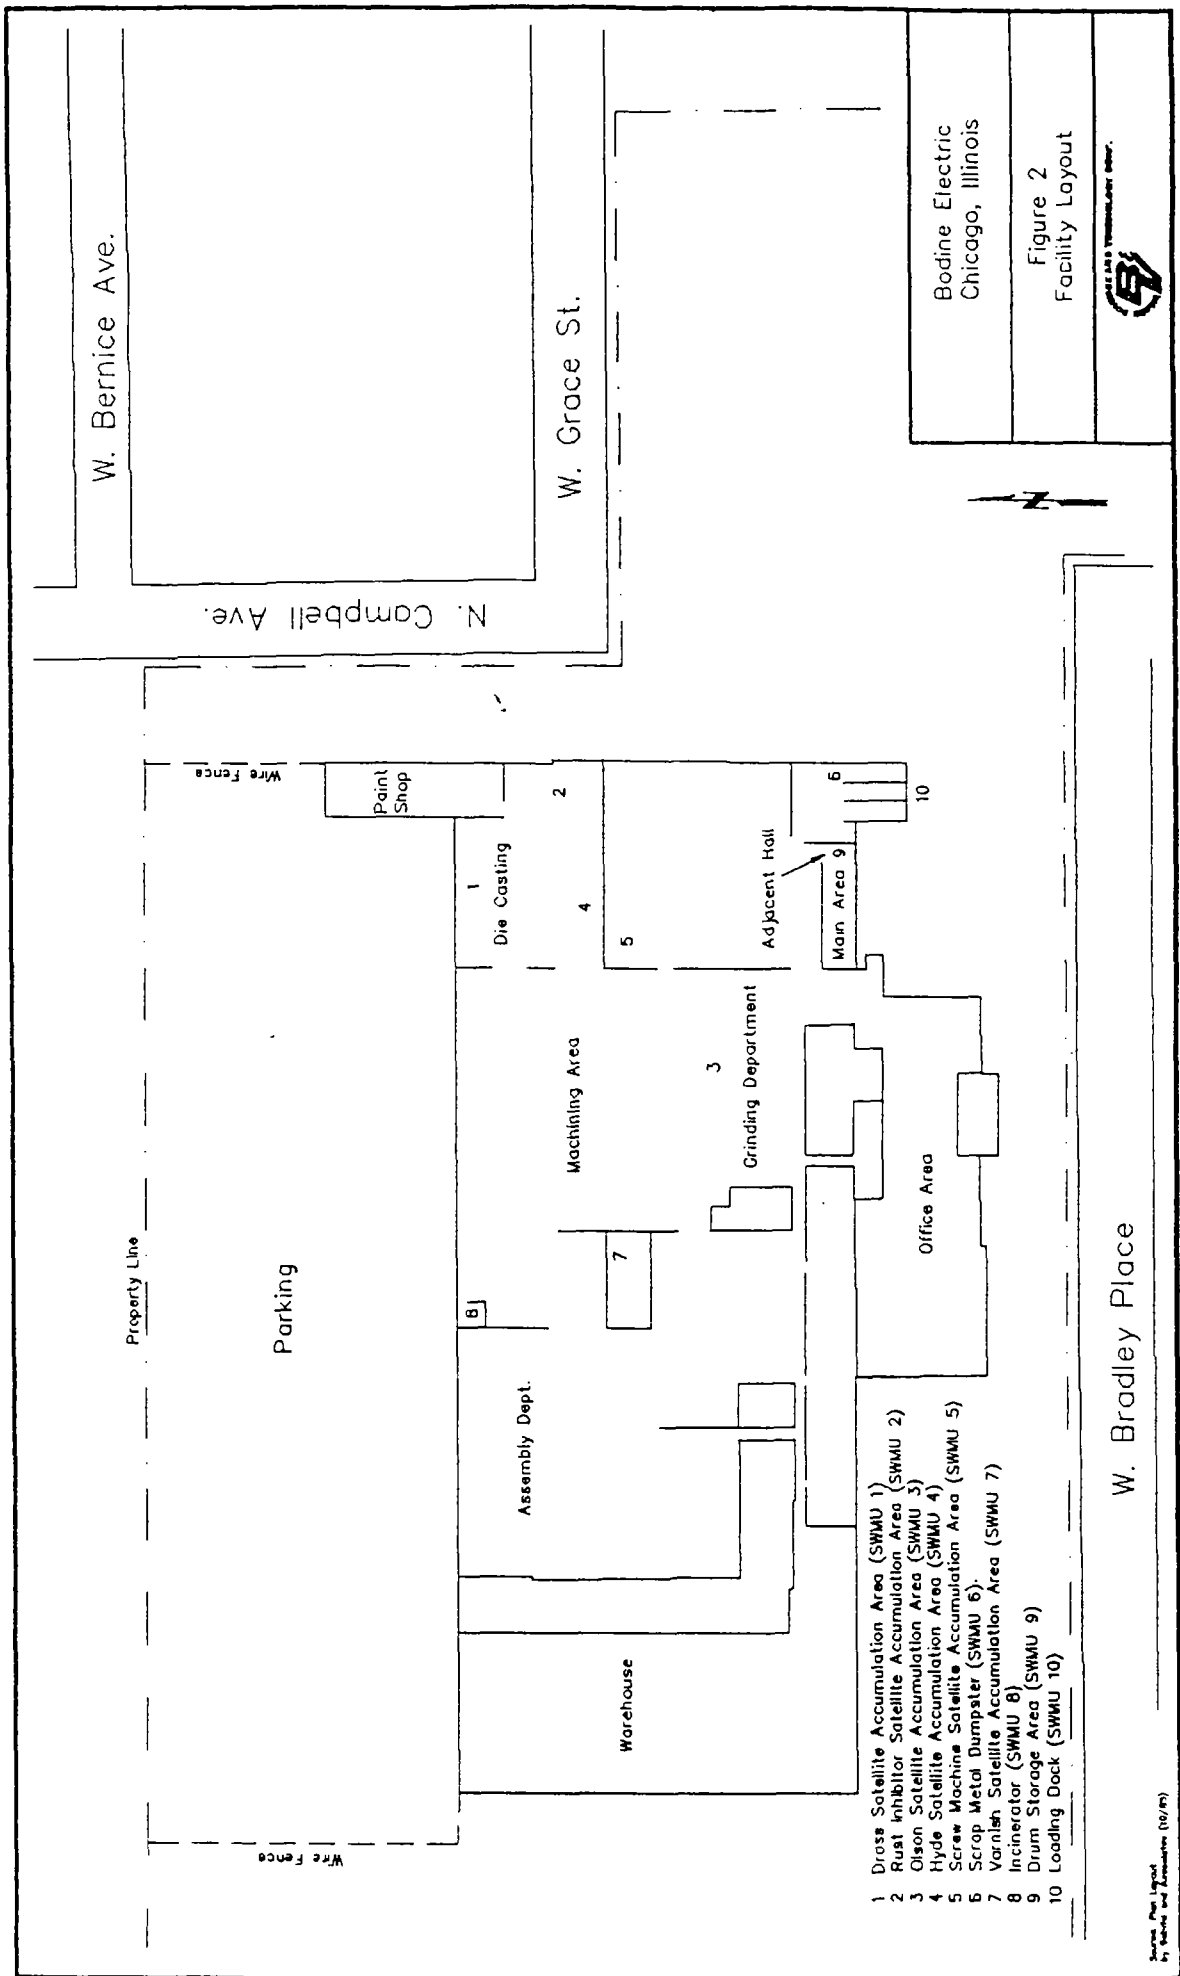 W. Bernice Ave.
N. Campbell Ave.
W. Grace St.
Property Line
Wire Fence
Wire Fence
Parking
Paint
Shop
1
Die Casting
2
4
5
Machining Area
8
Assembly Dept.
7
3
Grinding Department
Adjacent Hall
6
Main Area 9
10
Warehouse
Office Area
1 Dross Satellite Accumulation Area (SWMU 1)
2 Rust Inhibitor Satellite Accumulation Area (SWMU 2)
3 Olson Satellite Accumulation Area (SWMU 3)
4 Hyde Satellite Accumulation Area (SWMU 4)
5 Screw Machine Satellite Accumulation Area (SWMU 5)
6 Scrap Metal Dumpster (SWMU 6).
7 Varnish Satellite Accumulation Area (SWMU 7)
8 Incinerator (SWMU 8)
9 Drum Storage Area (SWMU 9)
10 Loading Dock (SWMU 10)
W. Bradley Place
N
Bodine Electric
Chicago, Illinois
Figure 2
Facility Layout
Source: Plan Layout